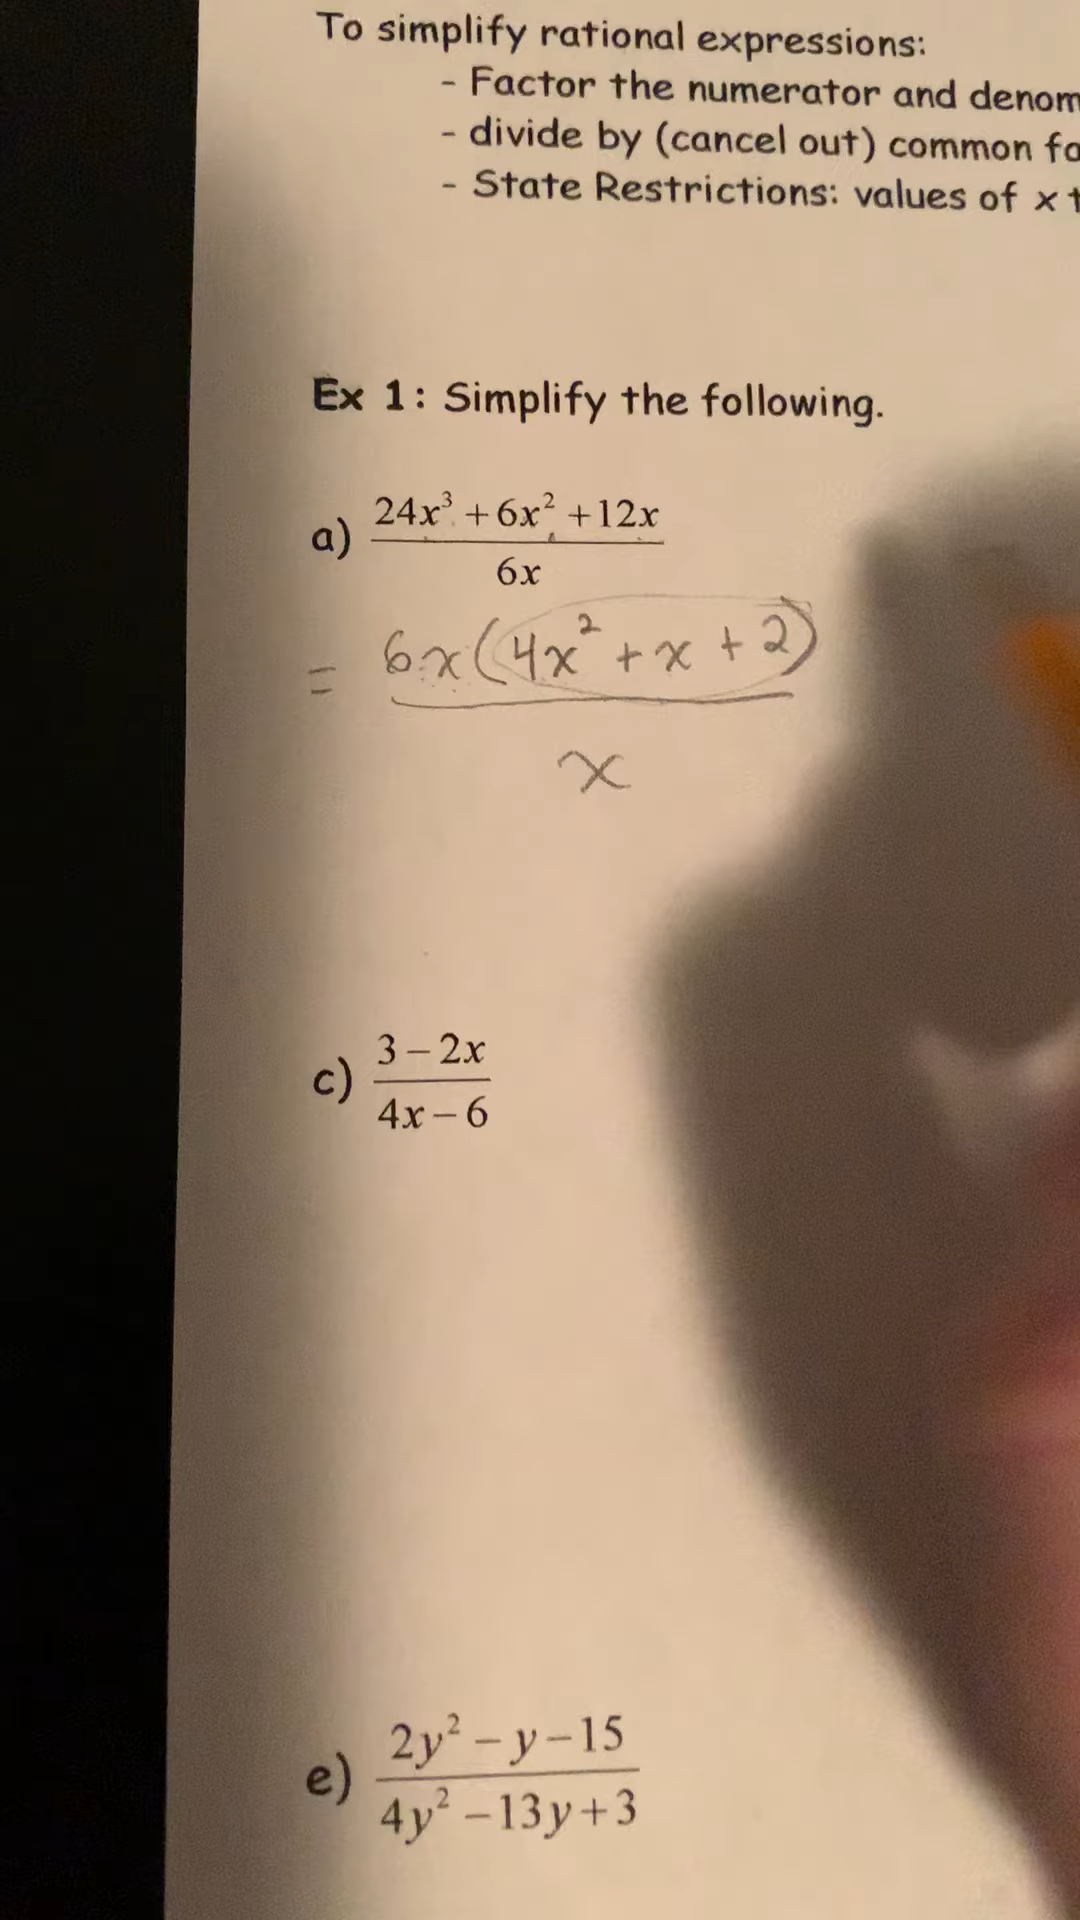 To simplify rational expressions:
- Factor the numerator and denom
- divide by (cancel out) common fa
- State Restrictions: values of x t
Ex 1: Simplify the following.
a) (24x³ + 6x² + 12x) / 6x
= 6x(4x² + x + 2) / x
c) (3 – 2x) / (4x – 6)
e) (2y² – y – 15) / (4y² – 13y + 3)